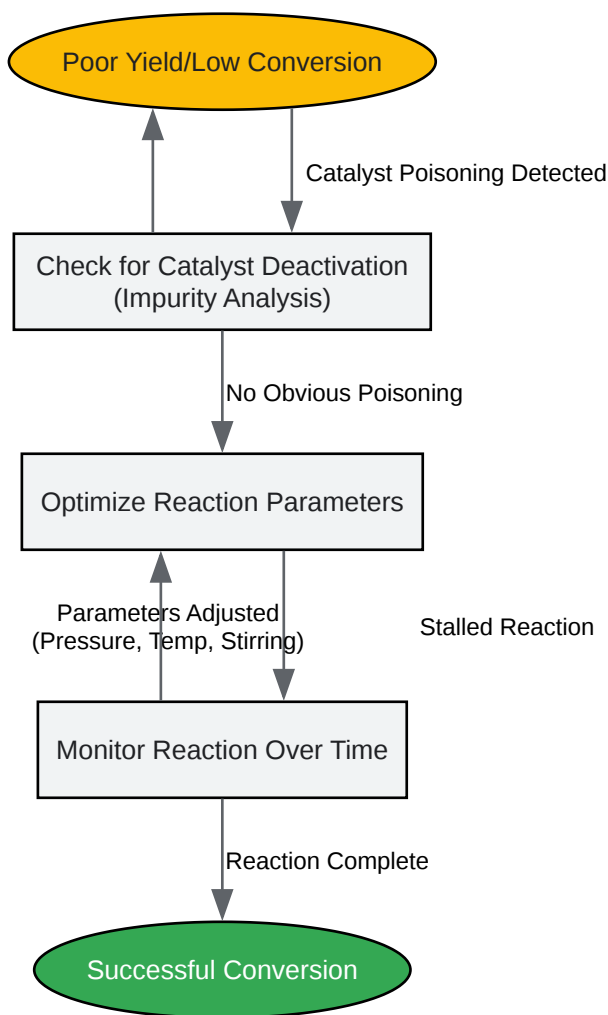 Poor Yield/Low Conversion
Catalyst Poisoning Detected
Check for Catalyst Deactivation
(Impurity Analysis)
No Obvious Poisoning
Optimize Reaction Parameters
Parameters Adjusted
(Pressure, Temp, Stirring)
Stalled Reaction
Monitor Reaction Over Time
Reaction Complete
Successful Conversion